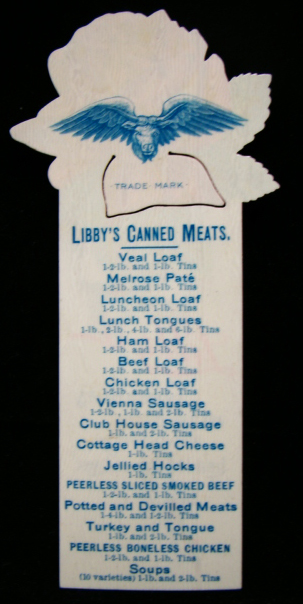 TRADE MARK
LIBBY'S CANNED MEATS.
Veal Loaf
1-2-lb. and 1-lb. Tins
Melrose Paté
1-2-lb. and 1-lb. Tins
Luncheon Loaf
1-2-lb. and 1-lb. Tins
Lunch Tongues
1-lb., 2-lb., 4-lb. and 6-lb. Tins
Ham Loaf
1-2-lb. and 1-lb. Tins
Beef Loaf
1-2-lb. and 1-lb. Tins
Chicken Loaf
1-2-lb. and 1-lb. Tins
Vienna Sausage
1-2-lb., 1-lb. and 2-lb. Tins
Club House Sausage
1-lb. and 2-lb. Tins
Cottage Head Cheese
1-lb. Tins
Jellied Hocks
1-lb. Tins
PEERLESS SLICED SMOKED BEEF
1-2-lb. and 1-lb. Tins
Potted and Devilled Meats
1-4-lb. and 1-2-lb. Tins
Turkey and Tongue
1-lb. and 2-lb. Tins
PEERLESS BONELESS CHICKEN
1-2-lb. and 1-lb. Tins
Soups
(10 varieties) 1-lb. and 2-lb. Tins